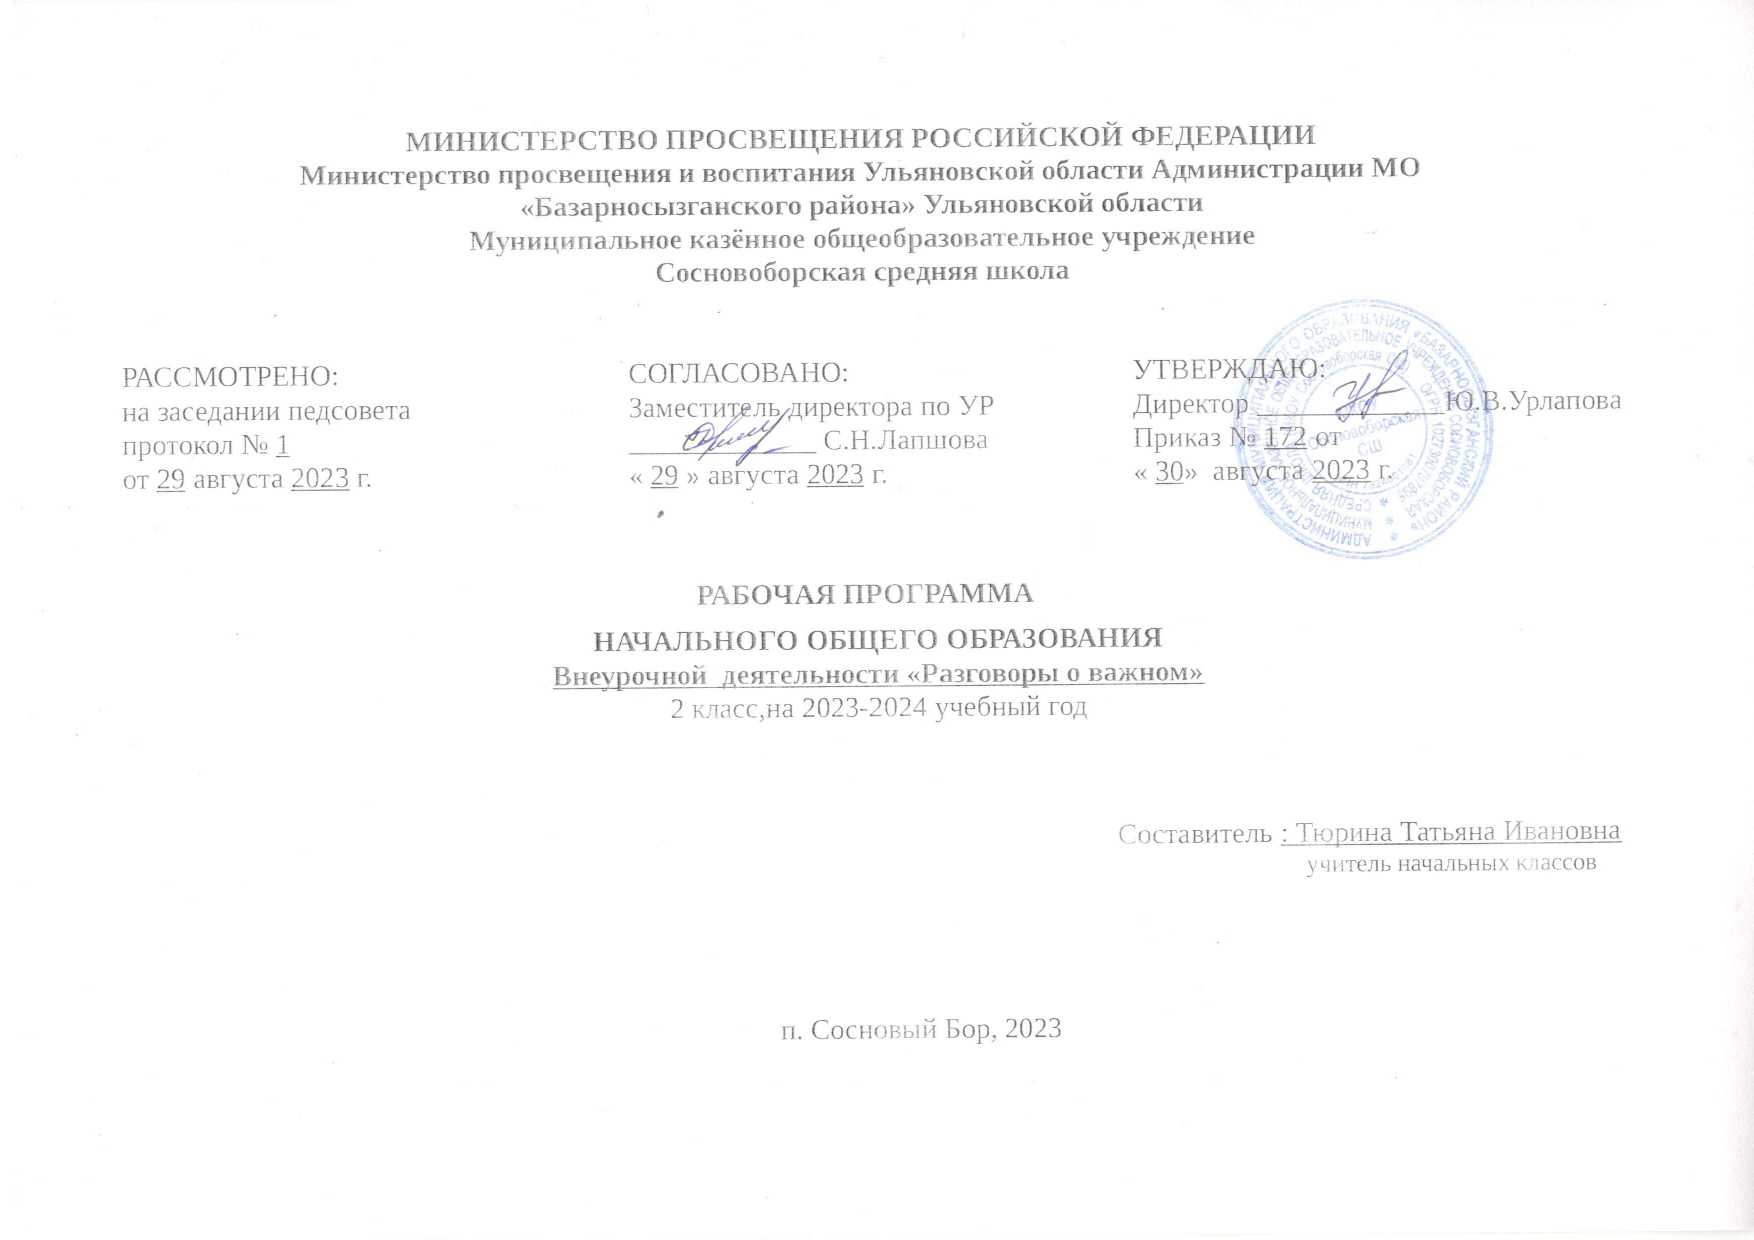 МИНИСТЕРСТВО ПРОСВЕЩЕНИЯ РОССИЙСКОЙ ФЕДЕРАЦИИ
Министерство просвещения и воспитания Ульяновской области Администрации МО
«Базарносызганского района» Ульяновской области
Муниципальное казённое общеобразовательное учреждение
Сосновоборская средняя школа
РАССМОТРЕНО:
на заседании педсовета
протокол № 1
от 29 августа 2023 г.
СОГЛАСОВАНО:
Заместитель директора по УР
С.Н.Лапшова
« 29 » августа 2023 г.
УТВЕРЖДАЮ:
Директор Ю.В.Урлапова
Приказ № 172 от
« 30»  августа 2023 г.
Сосновоборская
СШ
РАБОЧАЯ ПРОГРАММА
НАЧАЛЬНОГО ОБЩЕГО ОБРАЗОВАНИЯ
Внеурочной  деятельности «Разговоры о важном»
2 класс,на 2023-2024 учебный год
Составитель : Тюрина Татьяна Ивановна
учитель начальных классов
п. Сосновый Бор, 2023